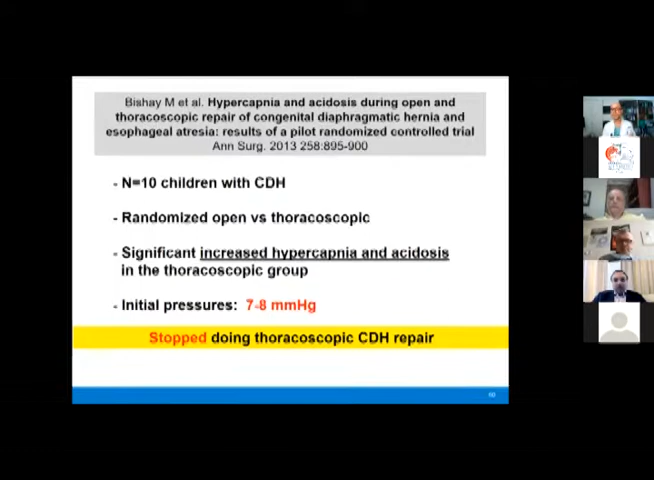 Bishay M et al. Hypercapnia and acidosis during open and
thoracoscopic repair of congenital diaphragmatic hernia and
esophageal atresia: results of a pilot randomized controlled trial
Ann Surg. 2013 258:895-900
- N=10 children with CDH
- Randomized open vs thoracoscopic
- Significant increased hypercapnia and acidosis
in the thoracoscopic group
- Initial pressures: 7-8 mmHg
Stopped doing thoracoscopic CDH repair